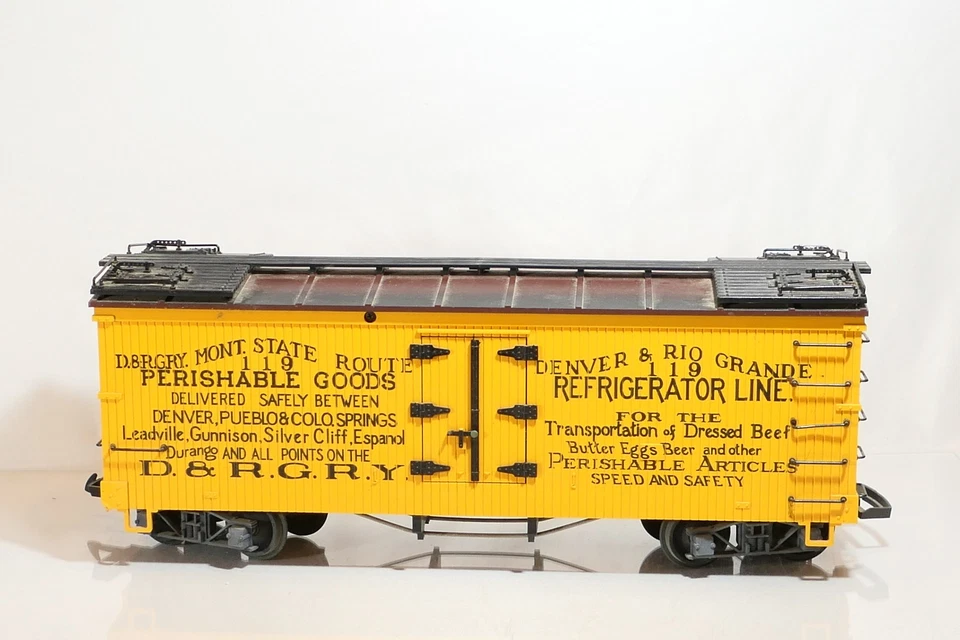 D.&R.G.RY. MONT. STATE ROUTE
119
PERISHABLE GOODS
DELIVERED SAFELY BETWEEN
DENVER, PUEBLO & COLO. SPRINGS
Leadville, Gunnison, Silver Cliff, Espanol
Durango AND ALL POINTS ON THE
D. & R. G. R.Y.
DENVER & RIO GRANDE
119
REFRIGERATOR LINE.
FOR THE
Transportation of Dressed Beef
Butter Eggs Beer and other
PERISHABLE ARTICLES
SPEED AND SAFETY